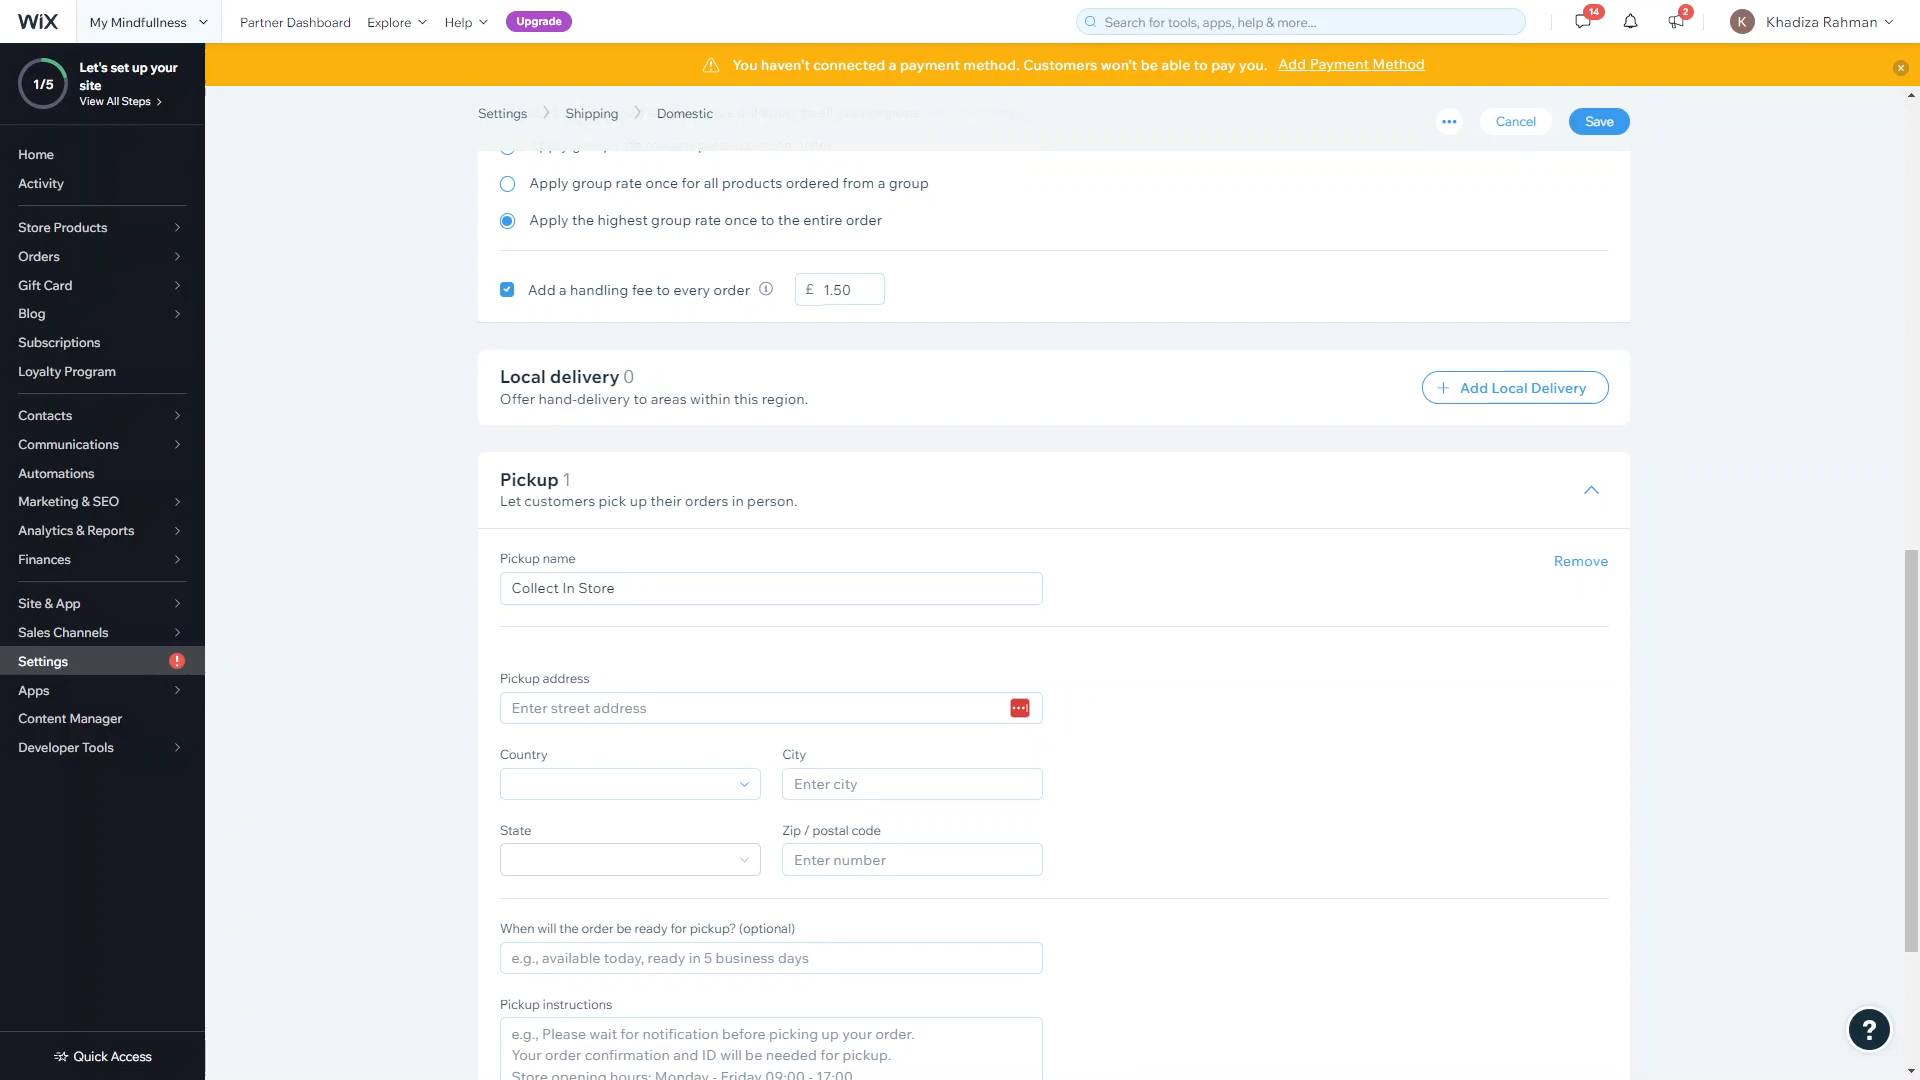 WiX
My Mindfullness
Partner Dashboard
Explore
Help
Upgrade
Search for tools, apps, help & more...
14
2
K
Khadiza Rahman
1/5
Let's set up your
site
View All Steps
You haven't connected a payment method. Customers won't be able to pay you. Add Payment Method
Settings
Shipping
Domestic
Cancel
Save
Home
Activity
Store Products
Orders
Gift Card
Blog
Subscriptions
Loyalty Program
Contacts
Communications
Automations
Marketing & SEO
Analytics & Reports
Finances
Site & App
Sales Channels
Settings
Apps
Content Manager
Developer Tools
Quick Access
Apply group rate once for all products ordered from a group
Apply the highest group rate once to the entire order
Add a handling fee to every order
£ 1.50
Local delivery 0
Offer hand-delivery to areas within this region.
+ Add Local Delivery
Pickup 1
Let customers pick up their orders in person.
Pickup name
Remove
Collect In Store
Pickup address
Enter street address
Country
City
Enter city
State
Zip / postal code
Enter number
When will the order be ready for pickup? (optional)
e.g., available today, ready in 5 business days
Pickup instructions
e.g., Please wait for notification before picking up your order.
Your order confirmation and ID will be needed for pickup.
Store opening hours: Monday - Friday 09:00 - 17:00
?